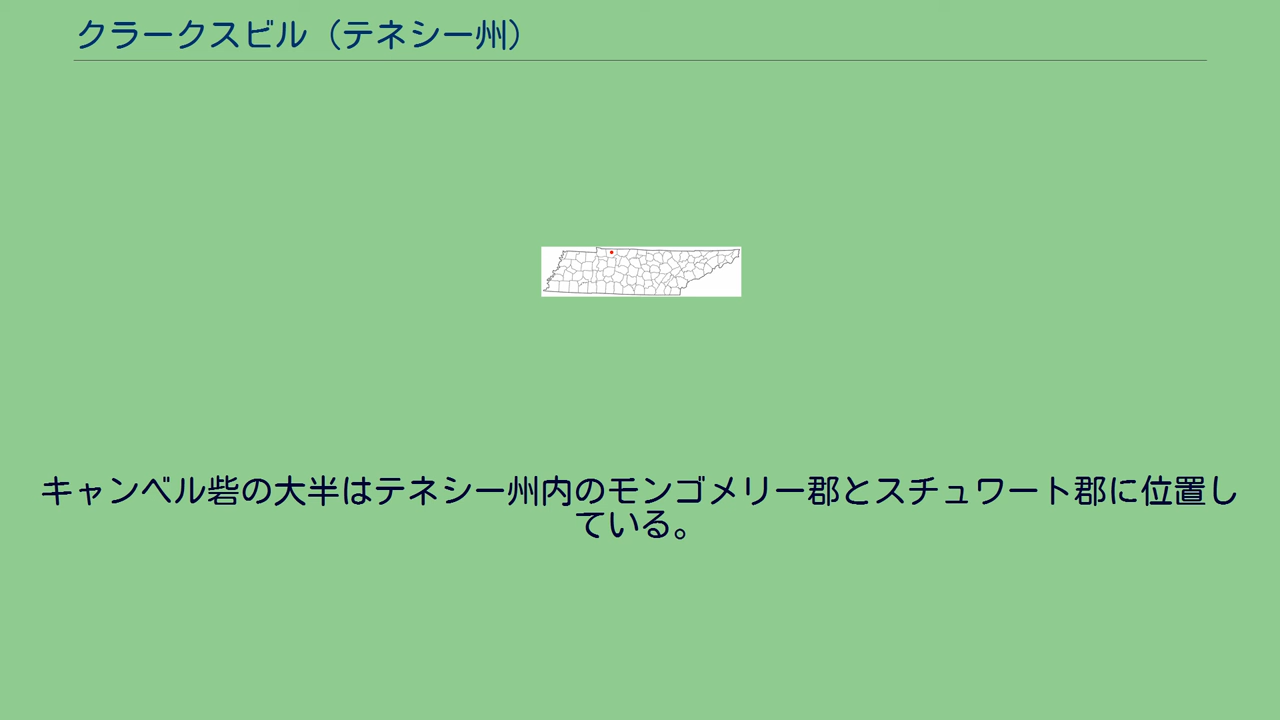 クラークスビル（テネシー州）
キャンベル砦の大半はテネシー州内のモンゴメリー郡とスチュワート郡に位置し
ている。